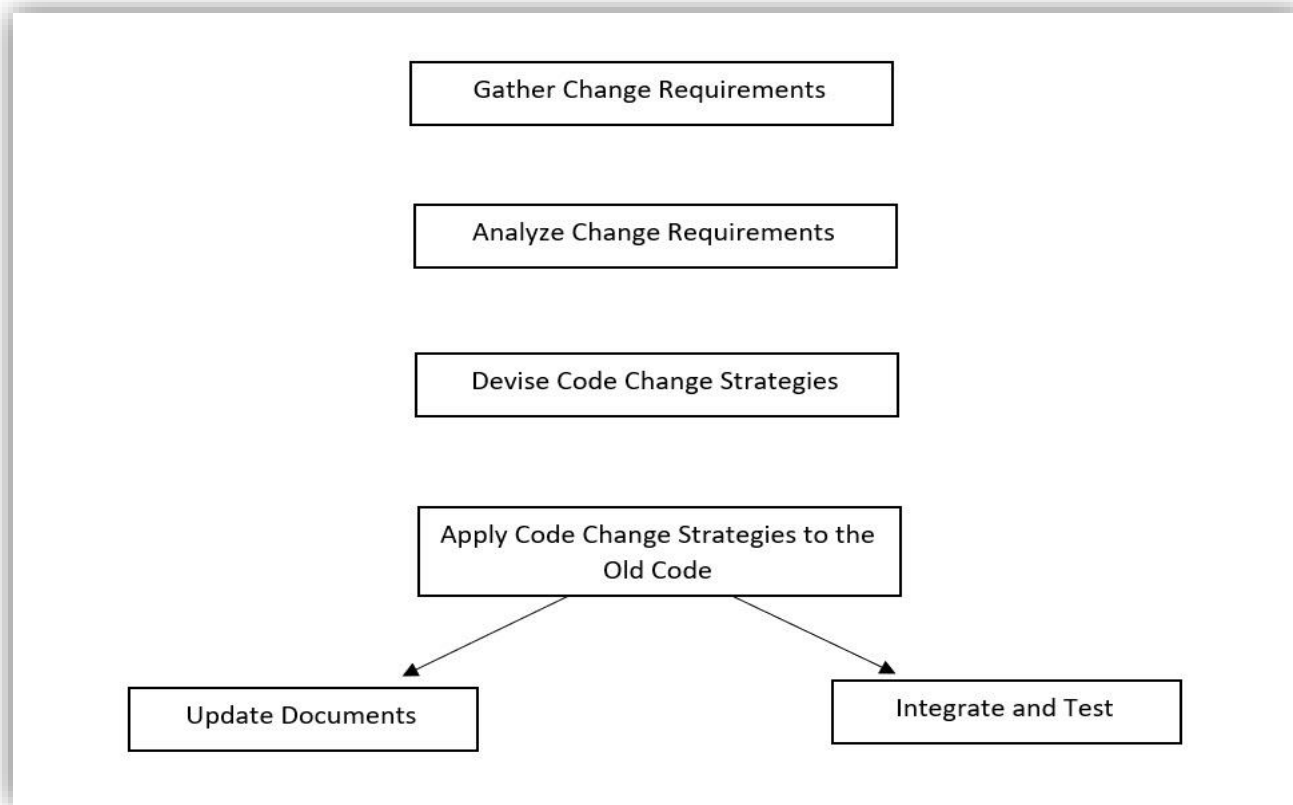 Gather Change Requirements
Analyze Change Requirements
Devise Code Change Strategies
Apply Code Change Strategies to the
Old Code
Update Documents
Integrate and Test